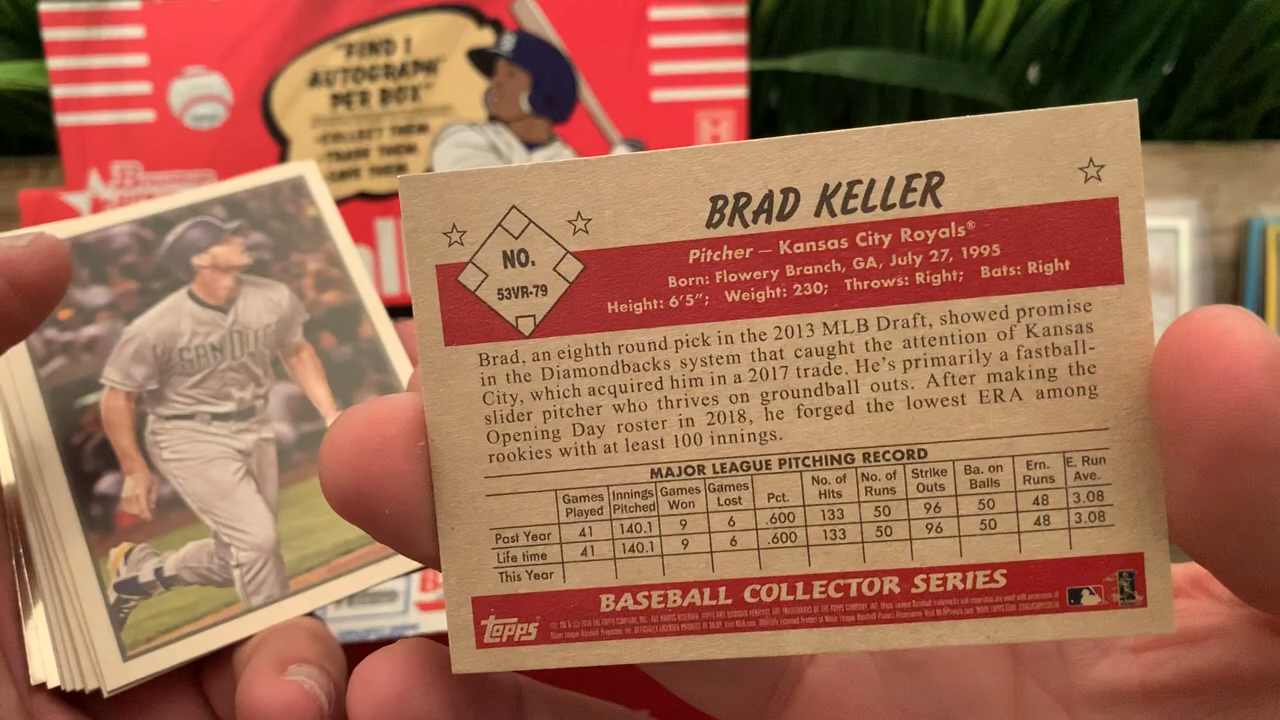 "FIND 1
AUTOGRAPH
PER BOX"
-COLLECT THEM
-TRADE THEM
SAN DIEGO
BRAD KELLER
NO.
53VR-79
Pitcher — Kansas City Royals®
Born: Flowery Branch, GA, July 27, 1995
Height: 6'5"; Weight: 230; Throws: Right; Bats: Right
Brad, an eighth round pick in the 2013 MLB Draft, showed promise
in the Diamondbacks system that caught the attention of Kansas
City, which acquired him in a 2017 trade. He's primarily a fastball-
slider pitcher who thrives on groundball outs. After making the
Opening Day roster in 2018, he forged the lowest ERA among
rookies with at least 100 innings.
MAJOR LEAGUE PITCHING RECORD
Games Played Innings Pitched Games Won Games Lost Pct. No. of Hits No. of Runs Strike Outs Ba. on Balls Ern. Runs E. Run Ave.
Past Year 41 140.1 9 6 .600 133 50 96 50 48 3.08
Life time 41 140.1 9 6 .600 133 50 96 50 48 3.08
This Year
BASEBALL COLLECTOR SERIES
topps